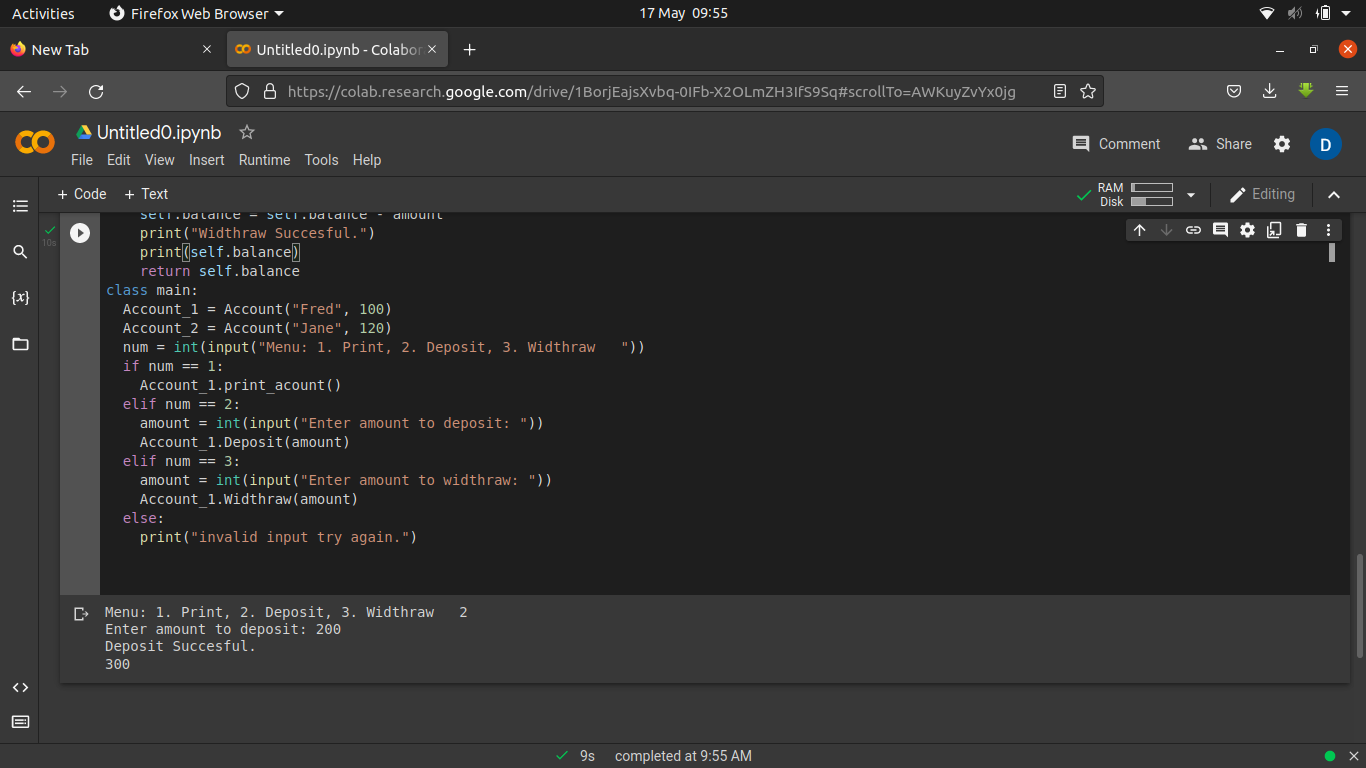 Activities Firefox Web Browser 17 May 09:55
New Tab Untitled0.ipynb - Colabor
https://colab.research.google.com/drive/1BorjEajsXvbq-0IFb-X2OLmZH3IfS9Sq#scrollTo=AWKuyZvYx0jg
Untitled0.ipynb
Comment Share D
File Edit View Insert Runtime Tools Help
+ Code + Text RAM Disk Editing
self.balance = self.balance - amount
10s
print("Widthraw Succesful.")
print(self.balance)
return self.balance
class main:
Account_1 = Account("Fred", 100)
Account_2 = Account("Jane", 120)
num = int(input("Menu: 1. Print, 2. Deposit, 3. Widthraw   "))
if num == 1:
Account_1.print_acount()
elif num == 2:
amount = int(input("Enter amount to deposit: "))
Account_1.Deposit(amount)
elif num == 3:
amount = int(input("Enter amount to widthraw: "))
Account_1.Widthraw(amount)
else:
print("invalid input try again.")
Menu: 1. Print, 2. Deposit, 3. Widthraw   2
Enter amount to deposit: 200
Deposit Succesful.
300
9s completed at 9:55 AM